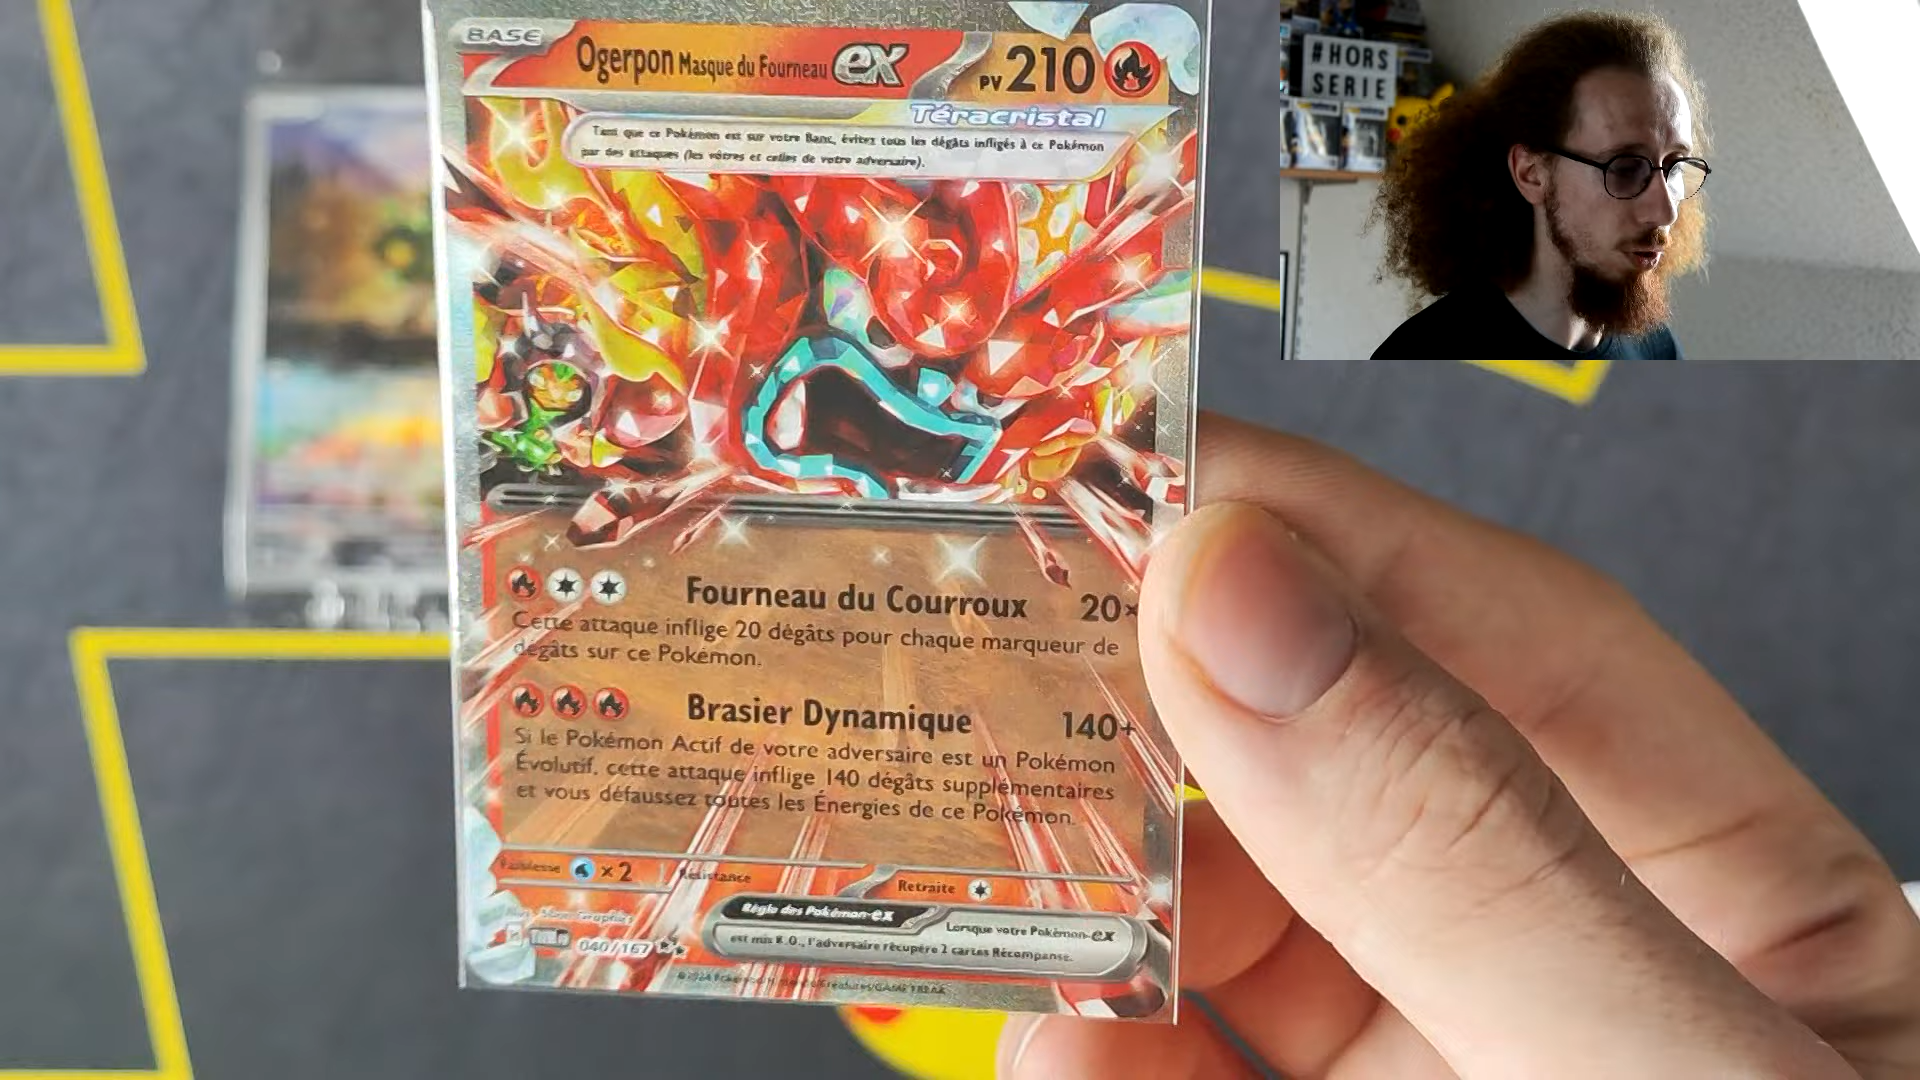 BASE
Ogerpon Masque du Fourneau ex
PV 210
Téracristal
Tant que ce Pokémon est sur votre Banc, évitez tous les dégâts infligés à ce Pokémon
par des attaques (les vôtres et celles de votre adversaire).
Fourneau du Courroux 20×
Cette attaque inflige 20 dégâts pour chaque marqueur de
dégâts sur ce Pokémon.
Brasier Dynamique 140+
Si le Pokémon Actif de votre adversaire est un Pokémon
Évolutif, cette attaque inflige 140 dégâts supplémentaires
et vous défaussez toutes les Énergies de ce Pokémon.
Faiblesse ×2 Résistance Retraite
Règle des Pokémon-ex
Lorsque votre Pokémon-ex
est mis K.O., l'adversaire récupère 2 cartes Récompense.
040/167
#HORS
SERIE